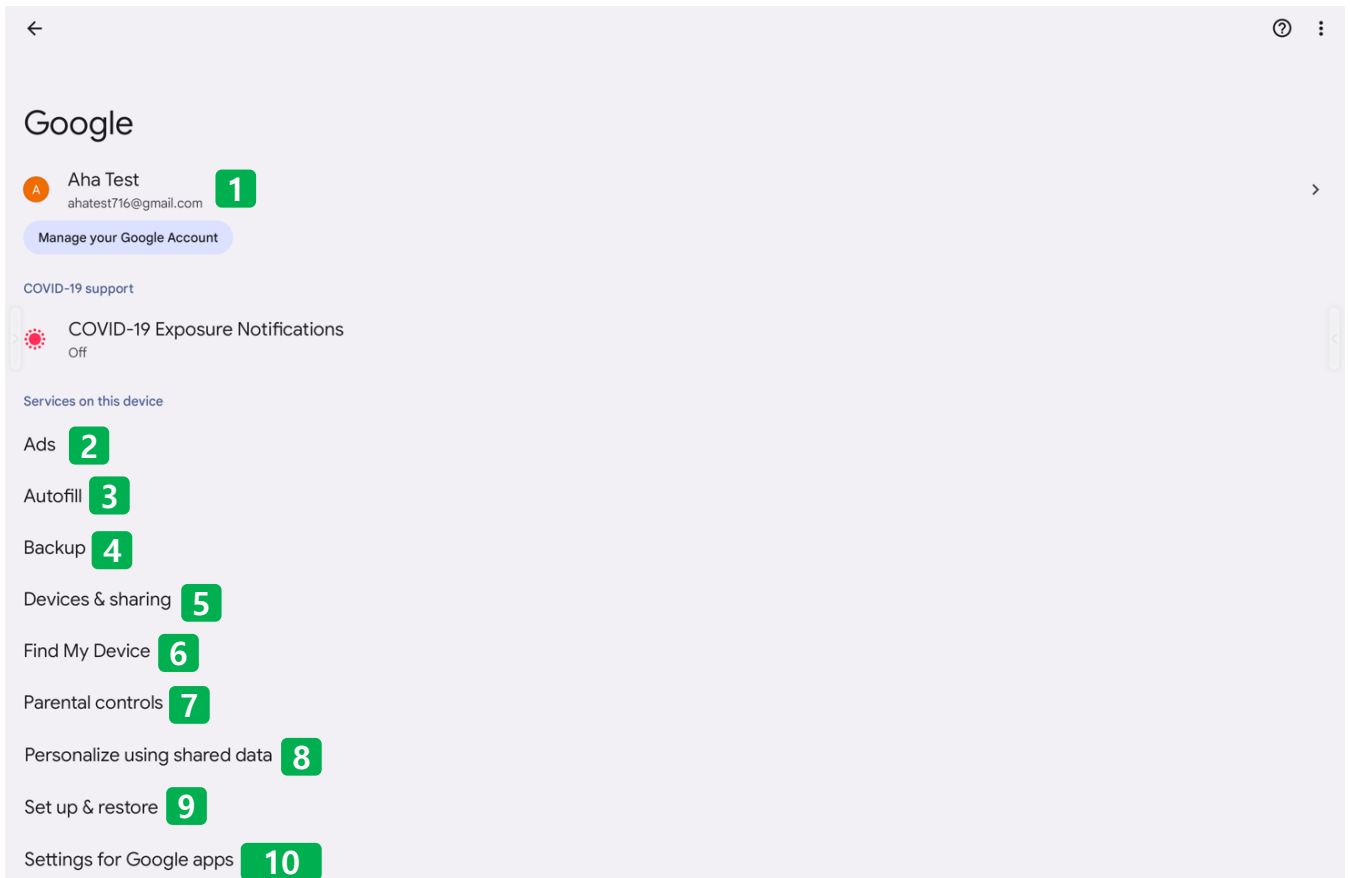 Google
A
Aha Test
1
ahatest716@gmail.com
Manage your Google Account
COVID-19 support
COVID-19 Exposure Notifications
Off
Services on this device
Ads 2
Autofill 3
Backup 4
Devices & sharing 5
Find My Device 6
Parental controls 7
Personalize using shared data 8
Set up & restore 9
Settings for Google apps 10